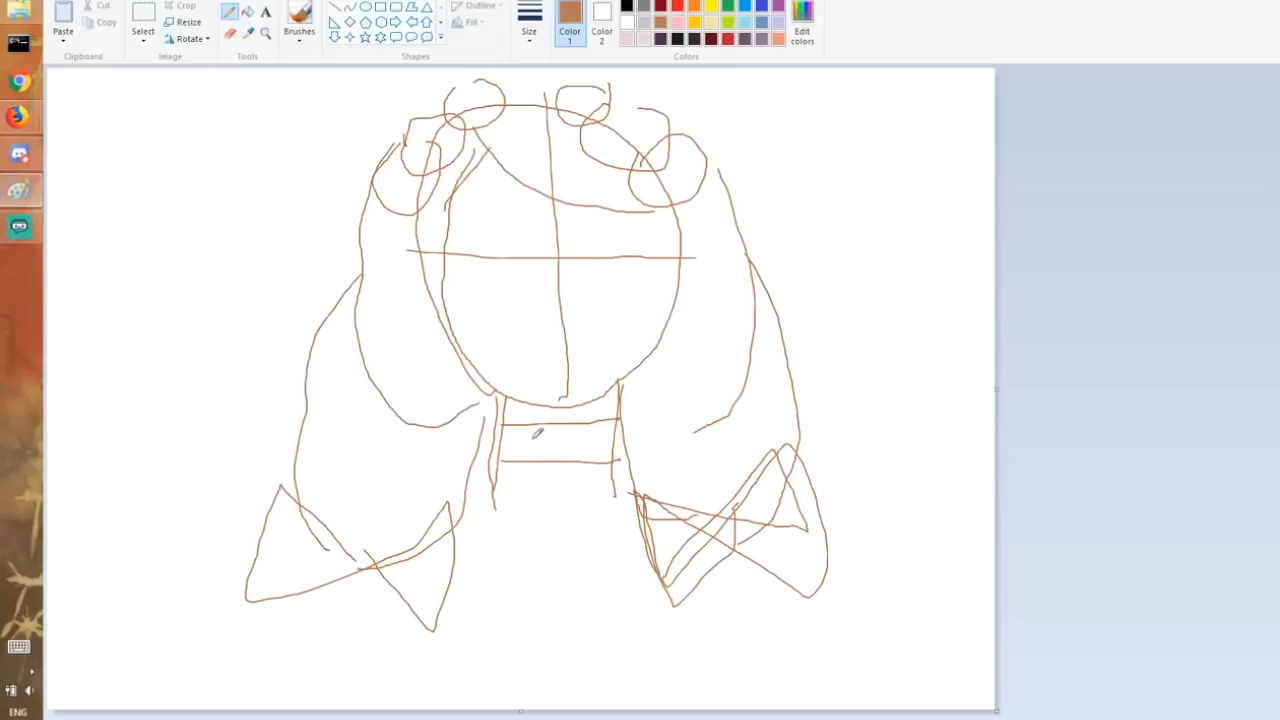 Paste
Cut
Copy
Clipboard
Select
Crop
Resize
Rotate
Image
Tools
Brushes
Shapes
Outline
Fill
Size
Color
1
Color
2
Colors
Edit
colors
ENG